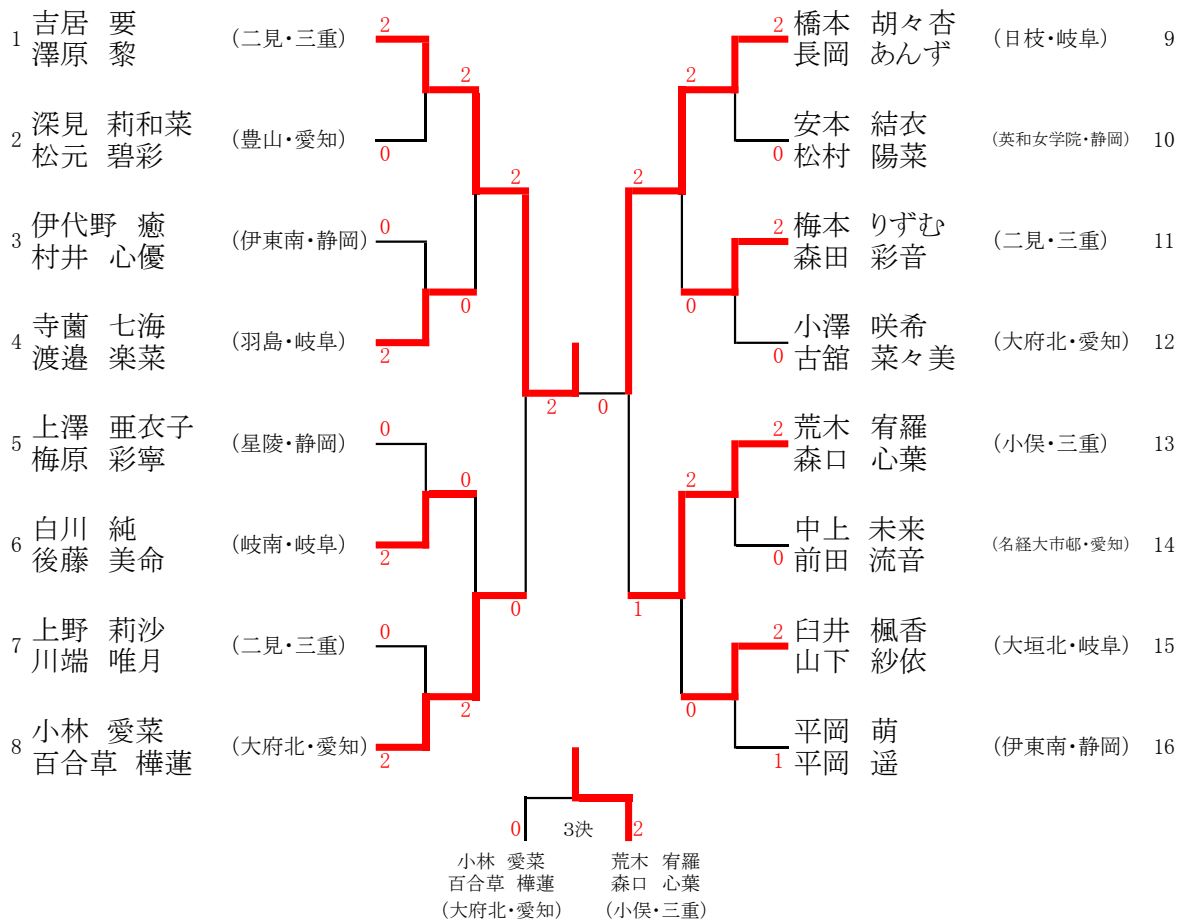 1 吉居 要
澤原 黎
(二見・三重) 2
2
2 深見 莉和菜
松元 碧彩
(豊山・愛知) 0
2
3 伊代野 癒
村井 心優
(伊東南・静岡) 0
0
4 寺薗 七海
渡邉 楽菜
(羽島・岐阜) 2
2 0
5 上澤 亜衣子
梅原 彩寧
(星陵・静岡) 0
0
6 白川 純
後藤 美命
(岐南・岐阜) 2
0
7 上野 莉沙
川端 唯月
(二見・三重) 0
2
8 小林 愛菜
百合草 樺蓮
(大府北・愛知) 2
2 橋本 胡々杏
長岡 あんず
(日枝・岐阜) 9
2
0 安本 結衣
松村 陽菜
(英和女学院・静岡) 10
2
2 梅本 りずむ
森田 彩音
(二見・三重) 11
0
0 小澤 咲希
古舘 菜々美
(大府北・愛知) 12
2 荒木 宥羅
森口 心葉
(小俣・三重) 13
2
0 中上 未来
前田 流音
(名経大市邨・愛知) 14
1
2 臼井 楓香
山下 紗依
(大垣北・岐阜) 15
0
1 平岡 萌
平岡 遥
(伊東南・静岡) 16
0 3決 2
小林 愛菜
百合草 樺蓮
(大府北・愛知)
荒木 宥羅
森口 心葉
(小俣・三重)